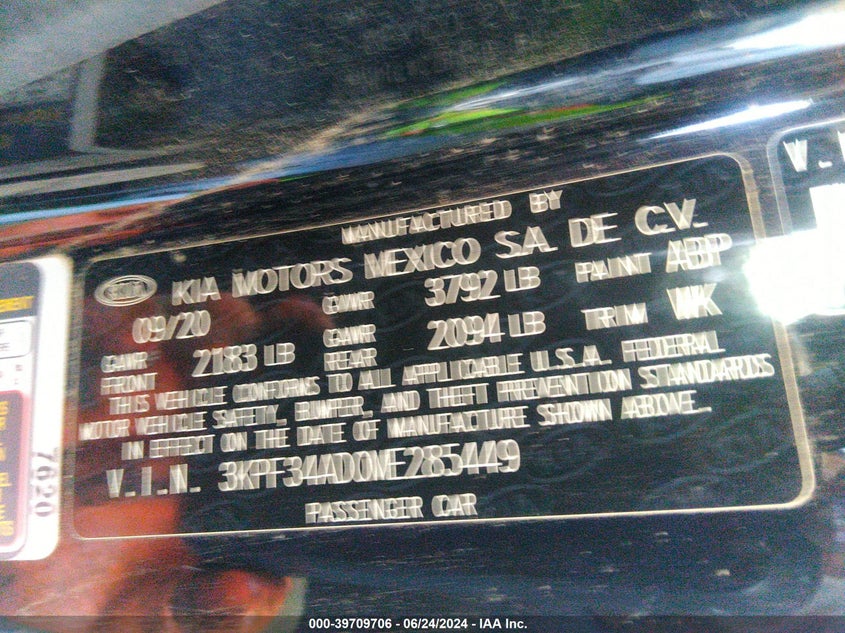 MANUFACTURED BY
KIA KIA MOTORS MEXICO S.A. DE C.V.
09/20 GVWR 3792 LB PAINT ABP
GAWR FRONT 2183 LB GAWR REAR 2094 LB TRIM WK
THIS VEHICLE CONFORMS TO ALL APPLICABLE U.S.A. FEDERAL
MOTOR VEHICLE SAFETY, BUMPER, AND THEFT PREVENTION STANDARDS
IN EFFECT ON THE DATE OF MANUFACTURE SHOWN ABOVE.
V.I.N. 3KPF34AD0ME285449
PASSENGER CAR
7620
000-39709706 - 06/24/2024 - IAA Inc.